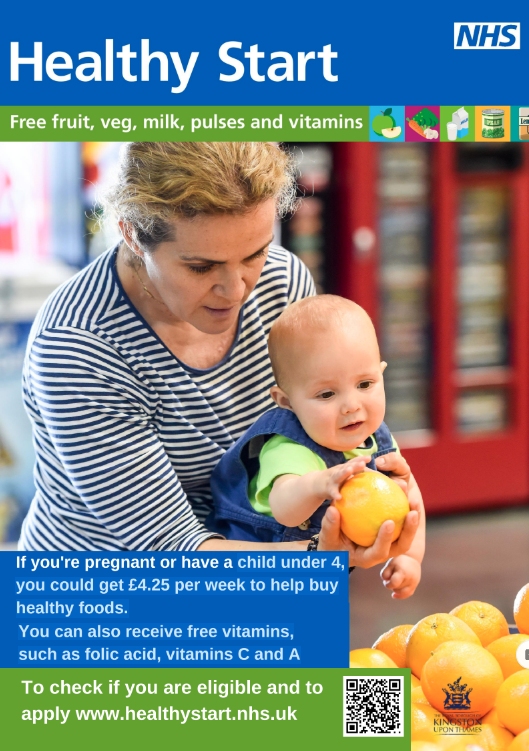 NHS
Healthy Start
Free fruit, veg, milk, pulses and vitamins
If you're pregnant or have a child under 4,
you could get £4.25 per week to help buy
healthy foods.
You can also receive free vitamins,
such as folic acid, vitamins C and A
To check if you are eligible and to
apply www.healthystart.nhs.uk
KINGSTON
UPON THAMES